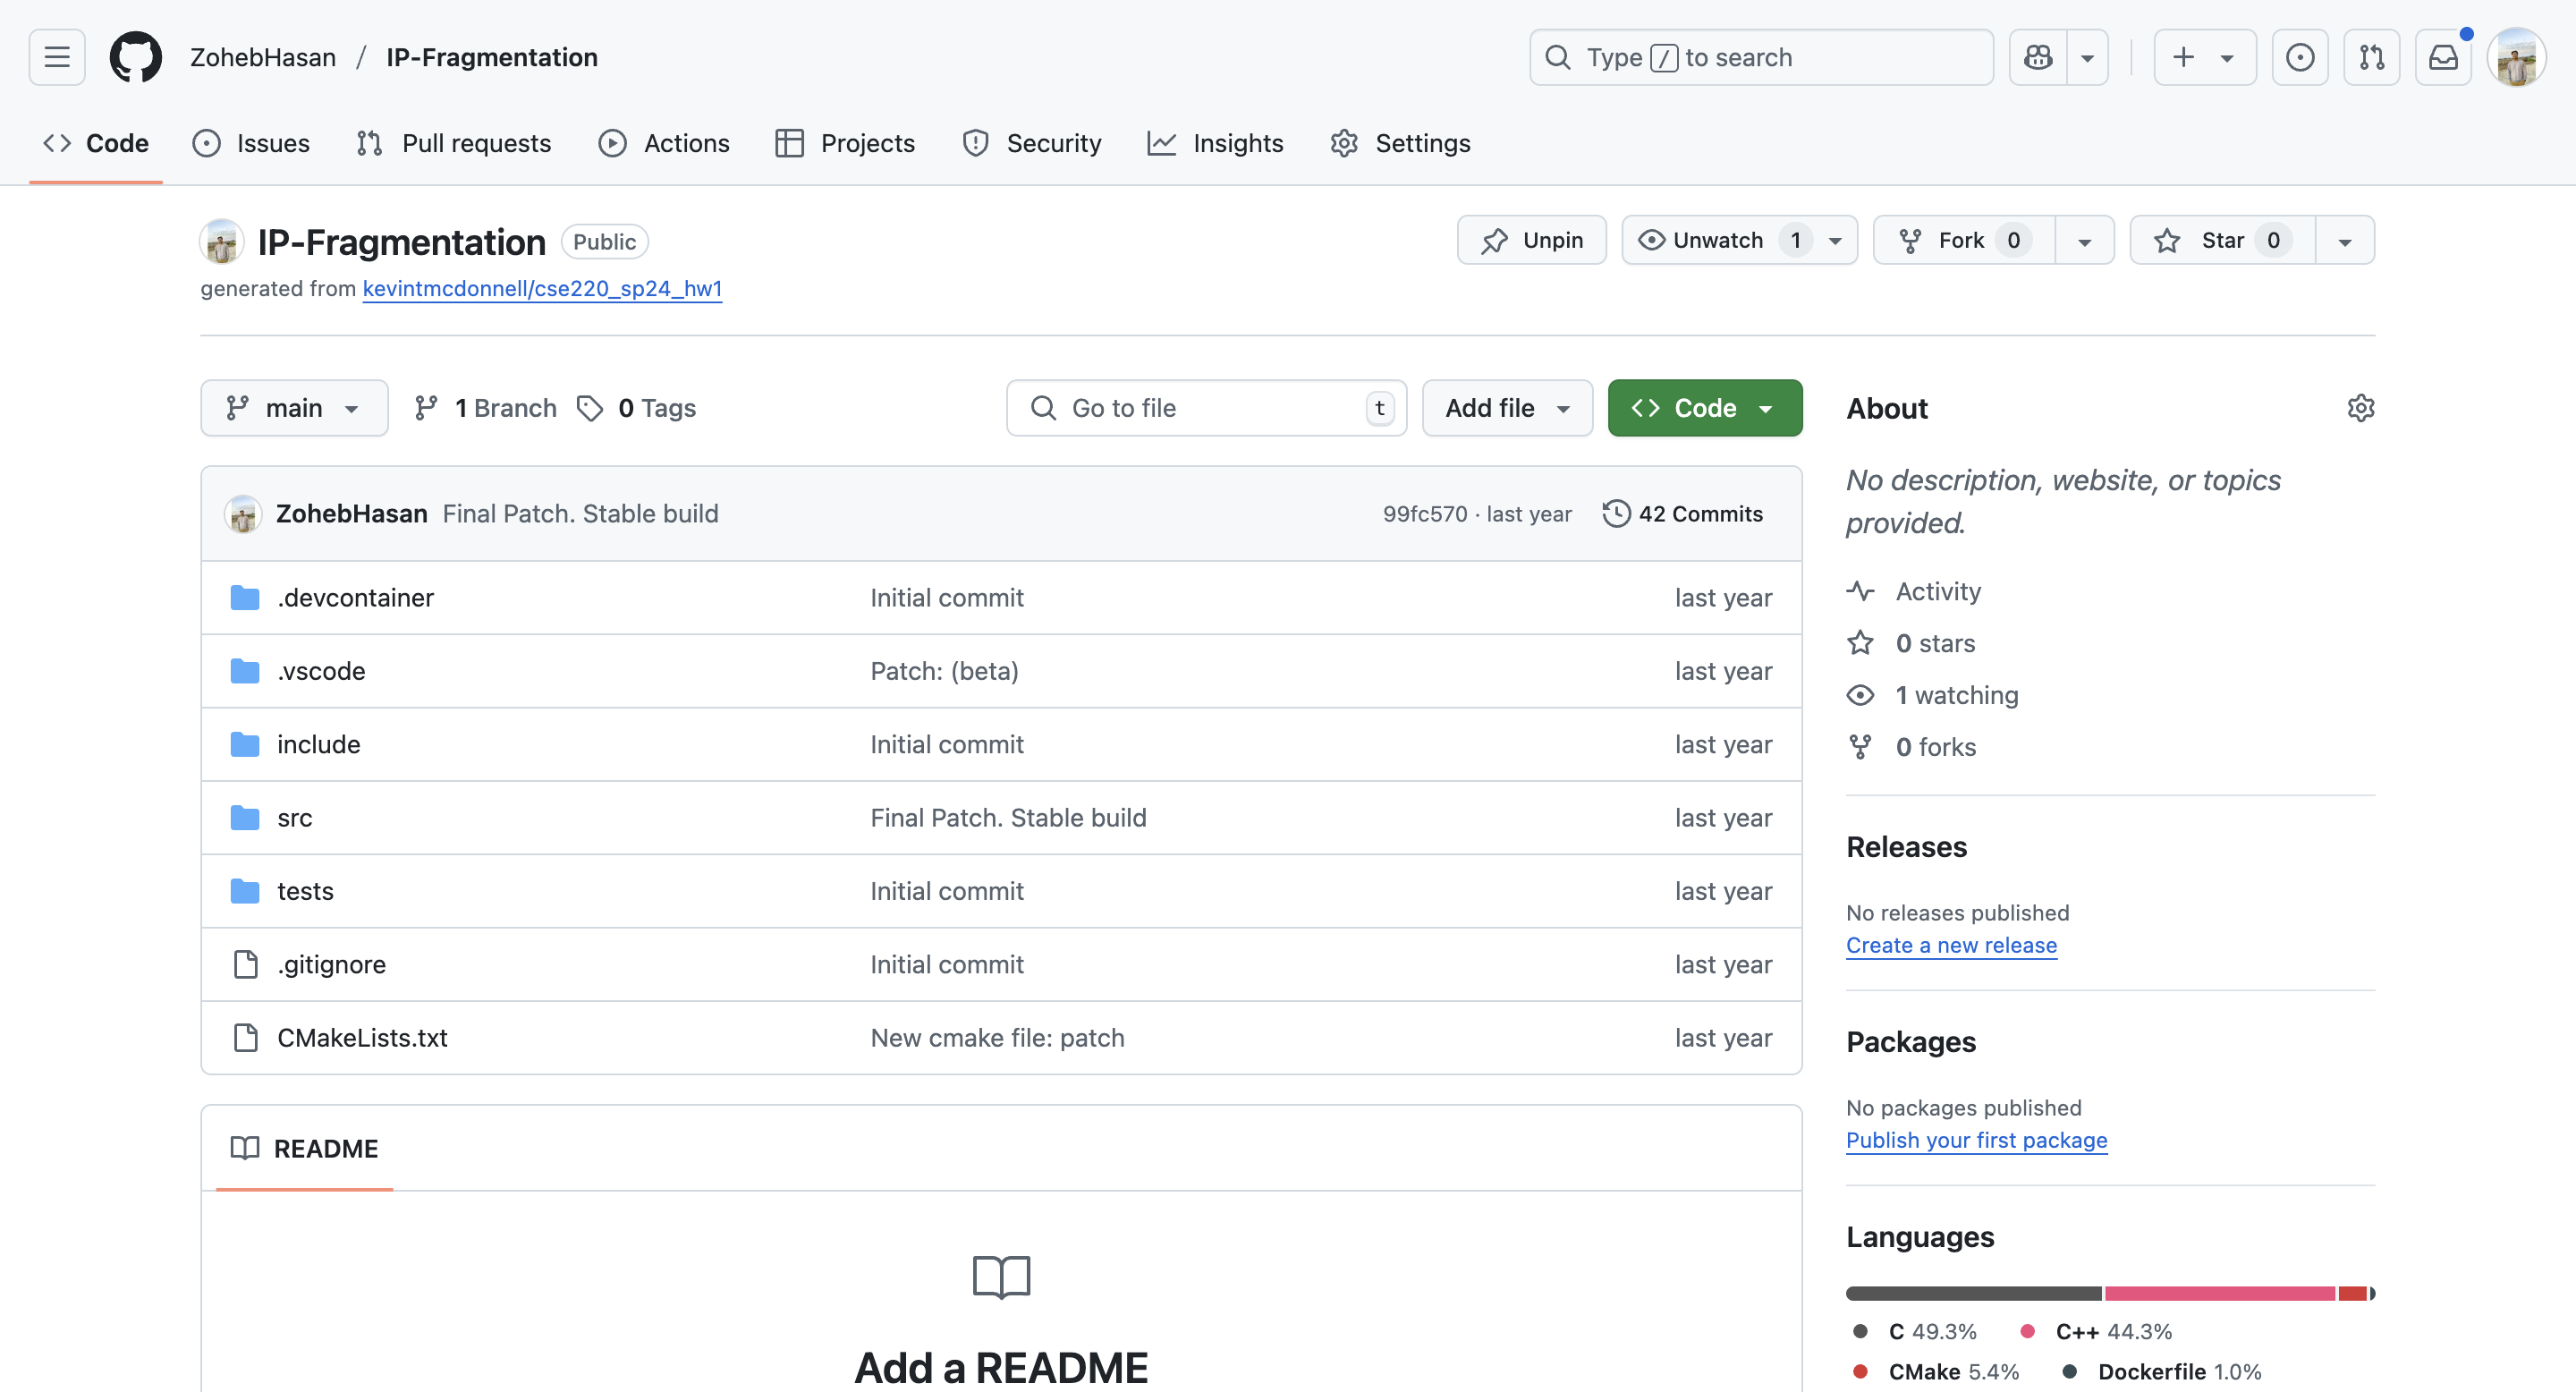 ZohebHasan / IP-Fragmentation
Type / to search
Code Issues Pull requests Actions Projects Security Insights Settings
IP-Fragmentation Public
Unpin Unwatch 1 Fork 0 Star 0
generated from kevintmcdonnell/cse220_sp24_hw1
main 1 Branch 0 Tags
Go to file t Add file Code
ZohebHasan Final Patch. Stable build 99fc570 · last year 42 Commits
.devcontainer Initial commit last year
.vscode Patch: (beta) last year
include Initial commit last year
src Final Patch. Stable build last year
tests Initial commit last year
.gitignore Initial commit last year
CMakeLists.txt New cmake file: patch last year
README
Add a README
About
No description, website, or topics
provided.
Activity
0 stars
1 watching
0 forks
Releases
No releases published
Create a new release
Packages
No packages published
Publish your first package
Languages
C 49.3% C++ 44.3%
CMake 5.4% Dockerfile 1.0%